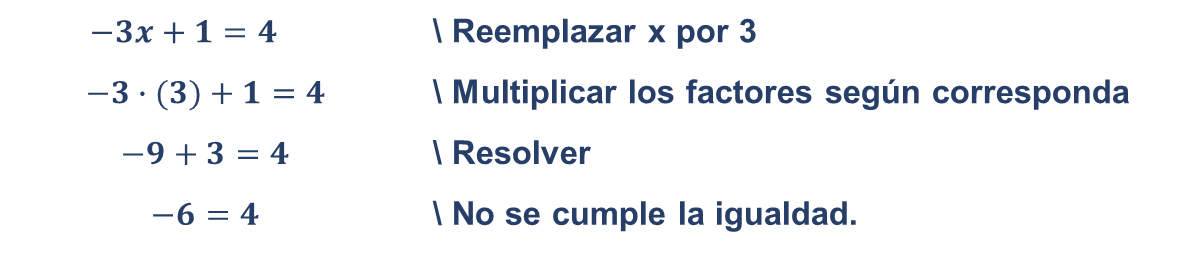 −3x + 1 = 4 \ Reemplazar x por 3
−3 · (3) + 1 = 4 \ Multiplicar los factores según corresponda
−9 + 3 = 4 \ Resolver
−6 = 4 \ No se cumple la igualdad.